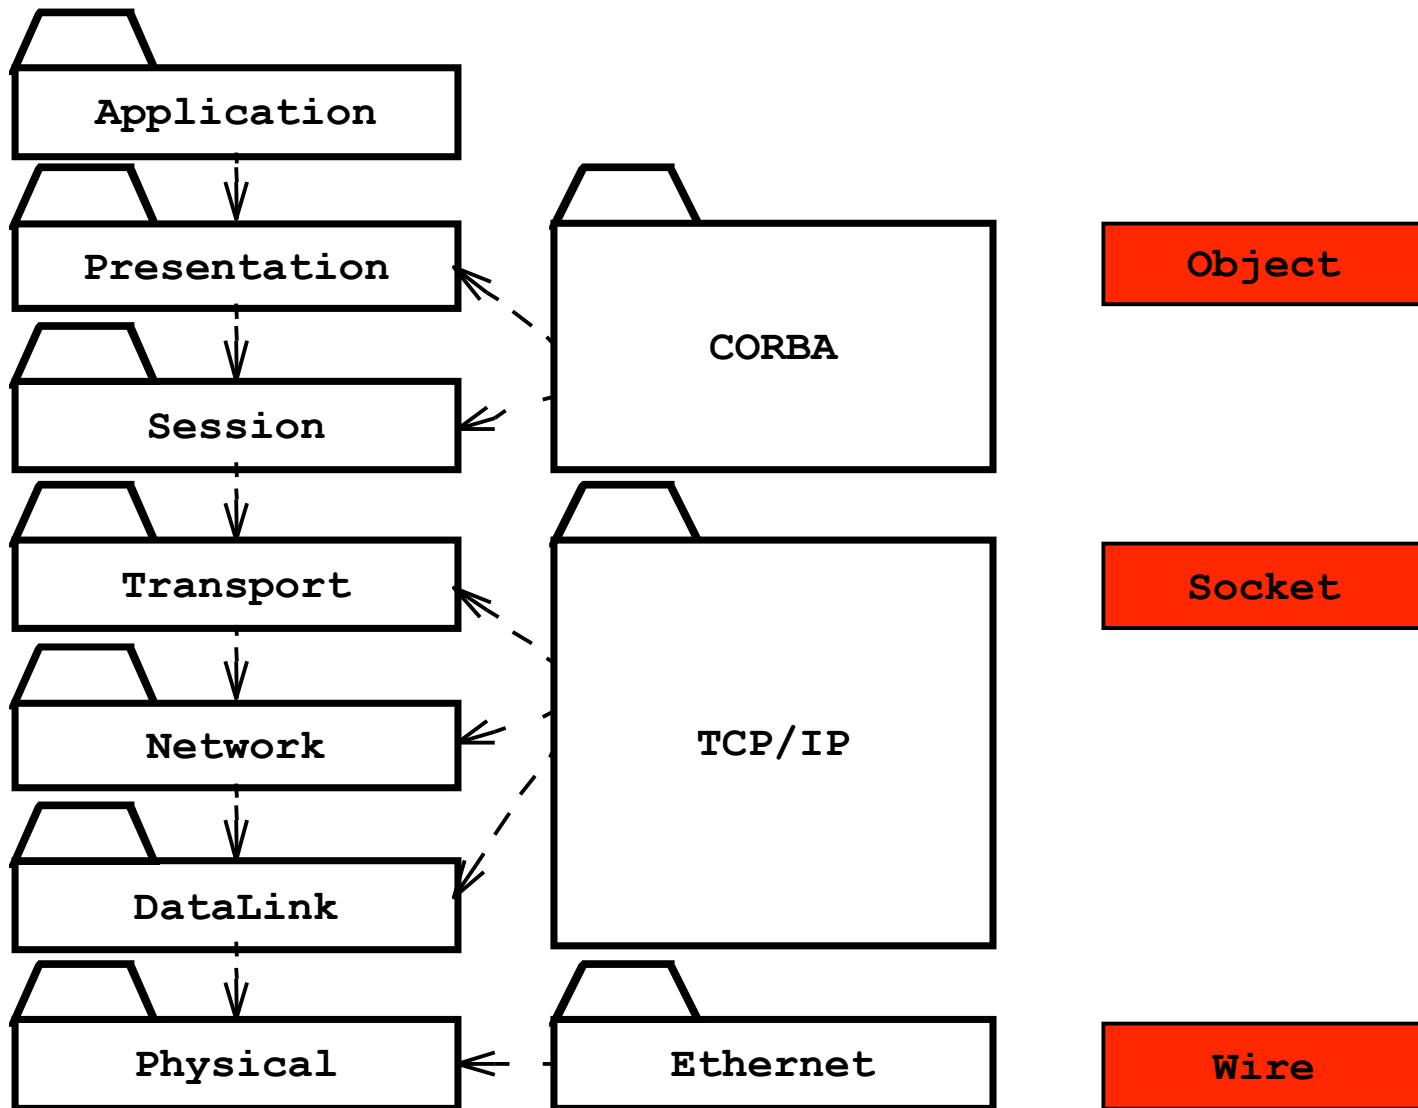 Application
Presentation
Object
CORBA
Session
Transport
Socket
Network
TCP/IP
DataLink
Physical
Ethernet
Wire